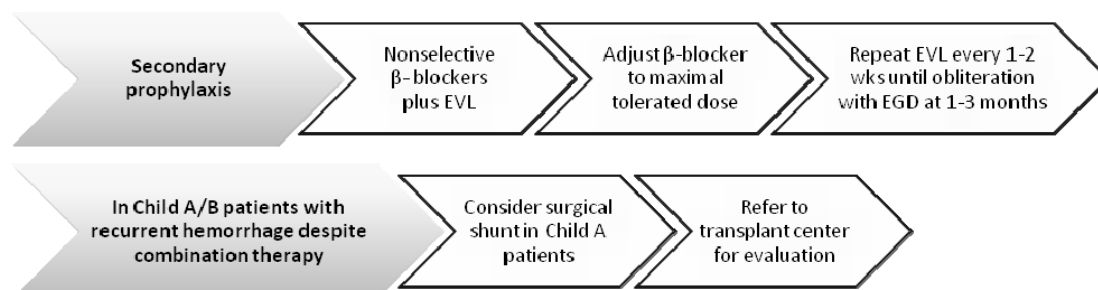 Secondary
prophylaxis
Nonselective
β-blockers
plus EVL
Adjust β-blocker
to maximal
tolerated dose
Repeat EVL every 1-2
wks until obliteration
with EGD at 1-3 months
In Child A/B patients with
recurrent hemorrhage despite
combination therapy
Consider surgical
shunt in Child A
patients
Refer to
transplant center
for evaluation